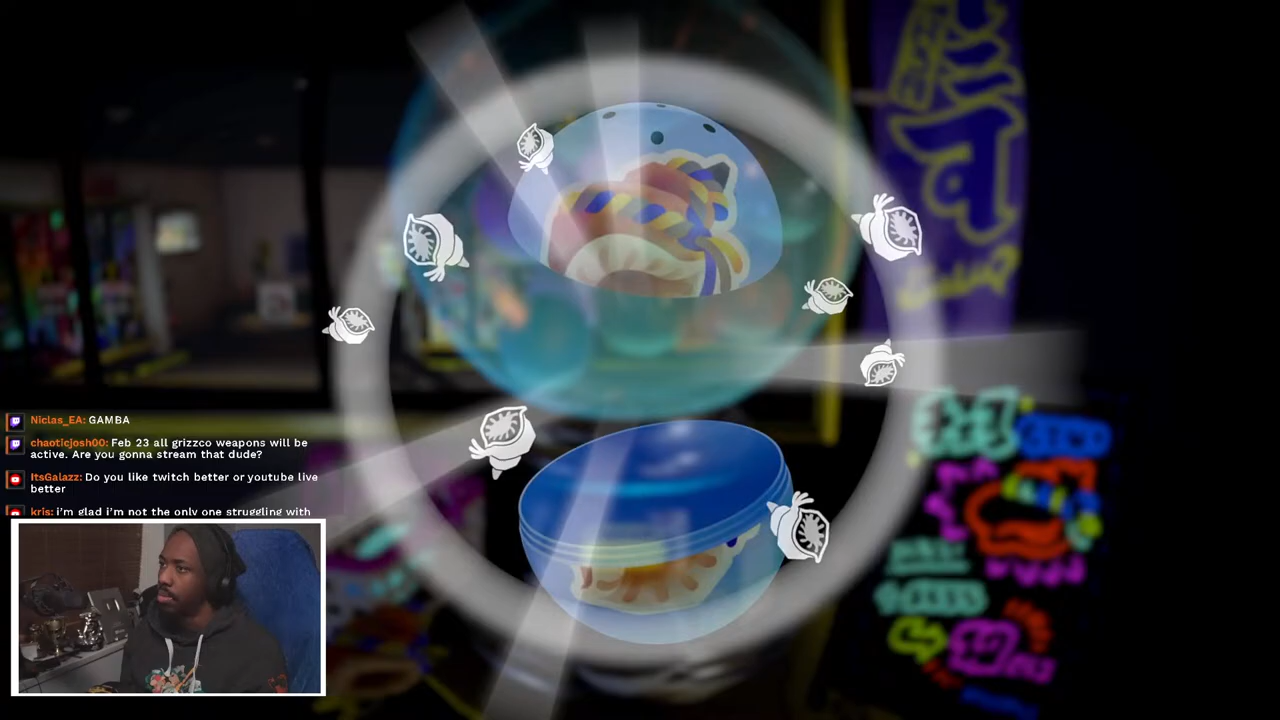 Niclas_EA: GAMBA
chaoticjosh00: Feb 23 all grizzco weapons will be
active. Are you gonna stream that dude?
ItsGalazz: Do you like twitch better or youtube live
better
kris: i'm glad i'm not the only one struggling with